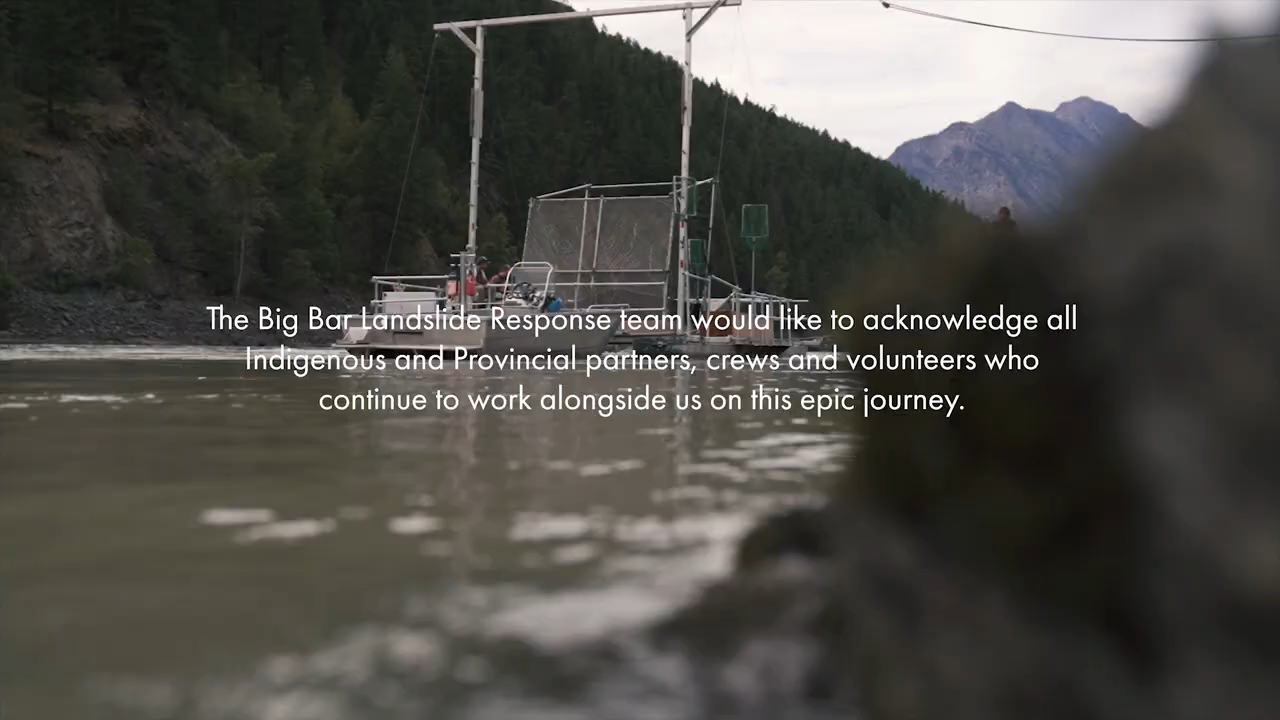 The Big Bar Landslide Response team would like to acknowledge all
Indigenous and Provincial partners, crews and volunteers who
continue to work alongside us on this epic journey.